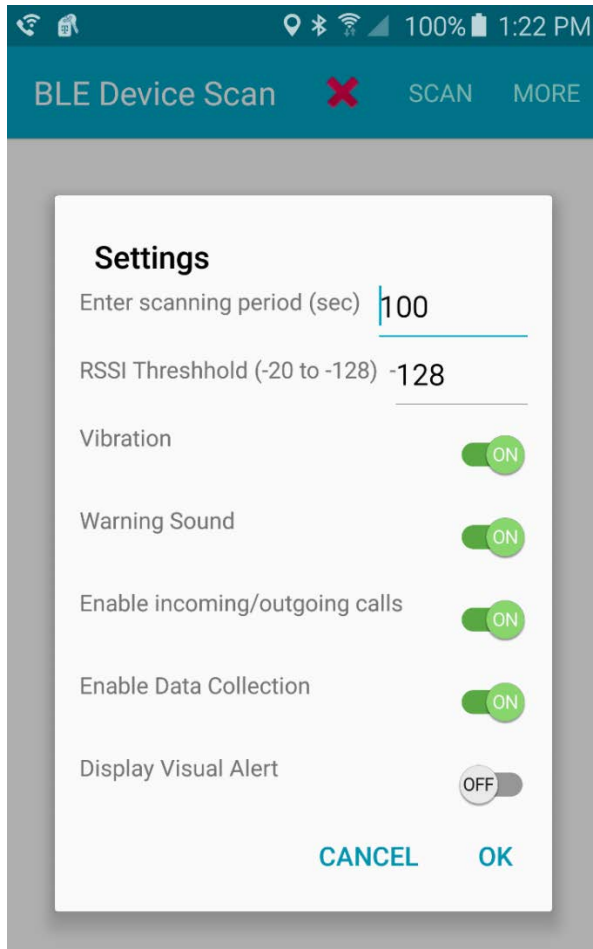 100% 1:22 PM
BLE Device Scan SCAN MORE
Settings
Enter scanning period (sec) 100
RSSI Threshhold (-20 to -128) -128
Vibration ON
Warning Sound ON
Enable incoming/outgoing calls ON
Enable Data Collection ON
Display Visual Alert OFF
CANCEL OK